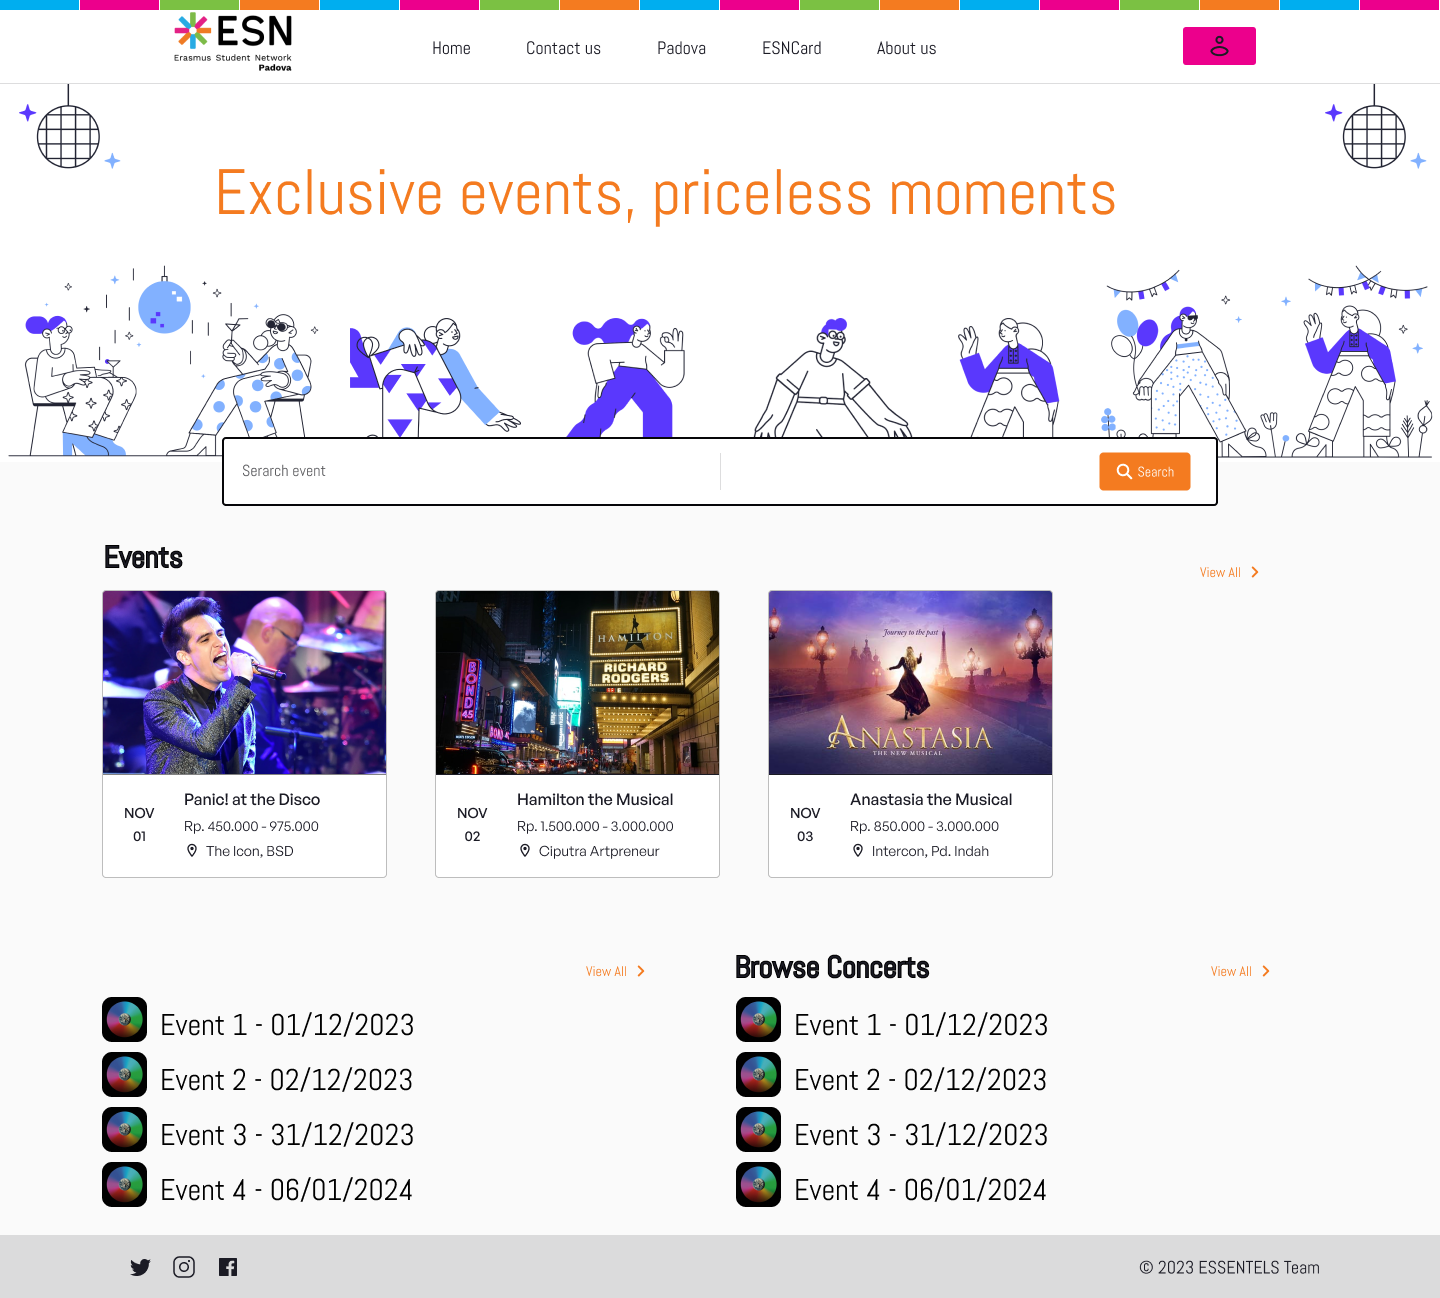 ESN
Erasmus Student Network
Padova
Home
Contact us
Padova
ESNCard
About us
Exclusive events, priceless moments
Serarch event
Search
Events
View All
HAMILTON
RICHARD
RODGERS
BOND
45
Journey to the past
ANASTASIA
THE NEW MUSICAL
NOV
01
Panic! at the Disco
Rp. 450.000 - 975.000
The Icon, BSD
NOV
02
Hamilton the Musical
Rp. 1.500.000 - 3.000.000
Ciputra Artpreneur
NOV
03
Anastasia the Musical
Rp. 850.000 - 3.000.000
Intercon, Pd. Indah
View All
Browse Concerts
View All
Event 1 - 01/12/2023
Event 2 - 02/12/2023
Event 3 - 31/12/2023
Event 4 - 06/01/2024
Event 1 - 01/12/2023
Event 2 - 02/12/2023
Event 3 - 31/12/2023
Event 4 - 06/01/2024
© 2023 ESSENTELS Team